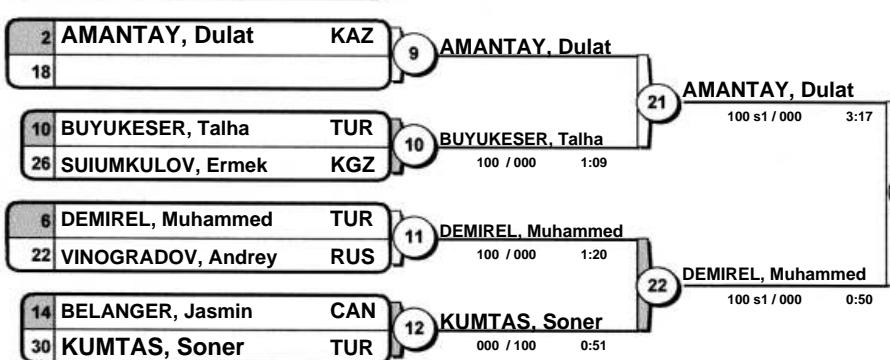 2 AMANTAY, Dulat KAZ
18
9
AMANTAY, Dulat
10 BUYUKESER, Talha TUR
26 SUIUMKULOV, Ermek KGZ
10
BUYUKESER, Talha
100 / 000 1:09
21
AMANTAY, Dulat
100 s1 / 000 3:17
6 DEMIREL, Muhammed TUR
22 VINOGRADOV, Andrey RUS
11
DEMIREL, Muhammed
100 / 000 1:20
14 BELANGER, Jasmin CAN
30 KUMTAS, Soner TUR
12
KUMTAS, Soner
000 / 100 0:51
22
DEMIREL, Muhammed
100 s1 / 000 0:50